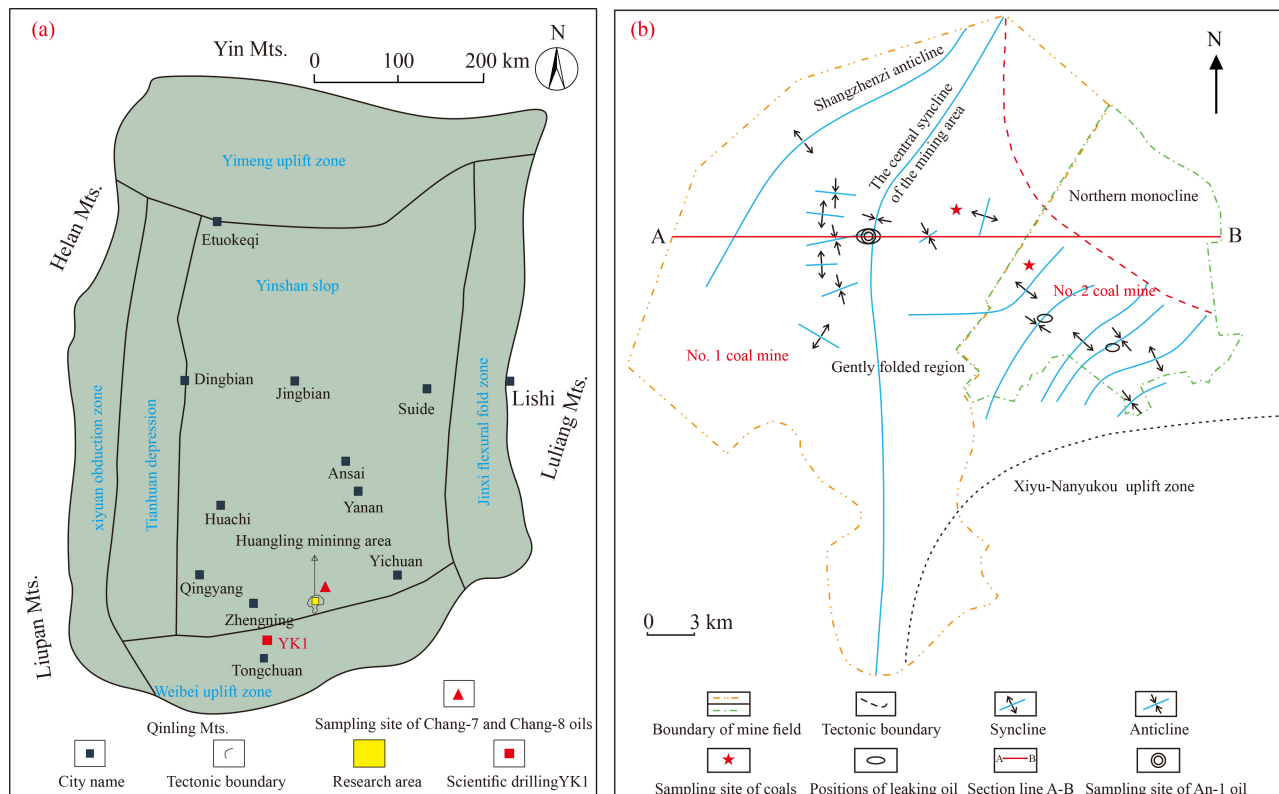 (a)
Yin Mts.
N
0 100 200 km
Yimeng uplift zone
Helan Mts.
Etuokeqi
Yinshan slop
xiyuan obduction zone
Tianhuan depression
Jinxi flexural fold zone
Dingbian
Jingbian
Suide
Lishi
Luliang Mts.
Ansai
Yanan
Huachi
Huangling mininng area
Yichuan
Qingyang
Zhengning
YK1
Tongchuan
Liupan Mts.
Weibei uplift zone
Qinling Mts.
Sampling site of Chang-7 and Chang-8 oils
City name
Tectonic boundary
Research area
Scientific drillingYK1
(b)
N
Shangzhenzi anticline
The central syncline
of the mining area
Northern monocline
A
B
No. 2 coal mine
No. 1 coal mine
Gently folded region
Xiyu-Nanyukou uplift zone
0 3 km
Boundary of mine field
Tectonic boundary
Syncline
Anticline
A B
Sampling site of coals
Positions of leaking oil
Section line A-B
Sampling site of An-1 oil